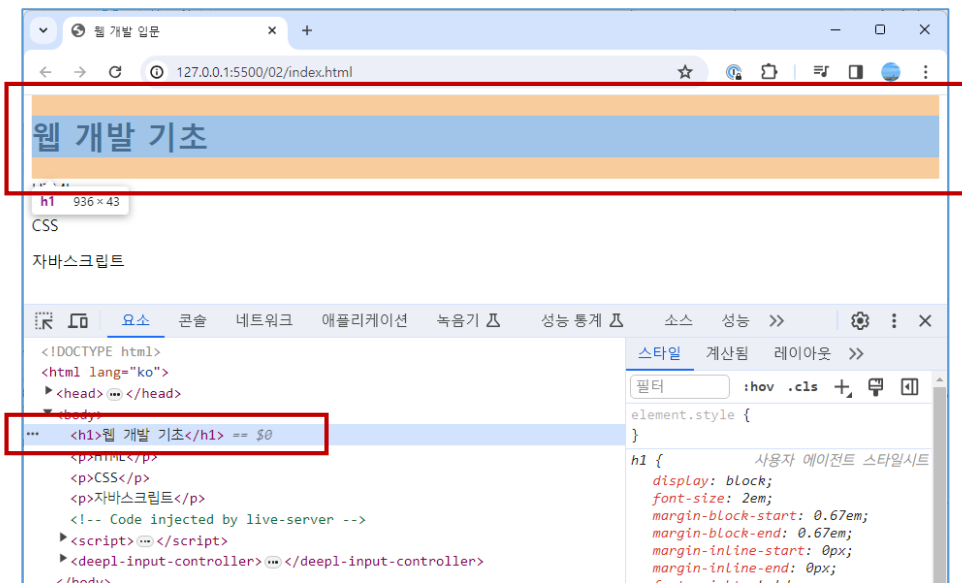 웹 개발 입문
127.0.0.1:5500/02/index.html
웹 개발 기초
h1 936 × 43
CSS
자바스크립트
요소 콘솔 네트워크 애플리케이션 녹음기 성능 통계 소스 성능
<!DOCTYPE html>
<html lang="ko">
<head> ... </head>
<body>
... <h1>웹 개발 기초</h1> == $0
<p>HTML</p>
<p>CSS</p>
<p>자바스크립트</p>
<!-- Code injected by live-server -->
<script> ... </script>
<deepl-input-controller> ... </deepl-input-controller>
</body>
스타일 계산됨 레이아웃
필터 :hov .cls
element.style {
}
h1 { 사용자 에이전트 스타일시트
display: block;
font-size: 2em;
margin-block-start: 0.67em;
margin-block-end: 0.67em;
margin-inline-start: 0px;
margin-inline-end: 0px;